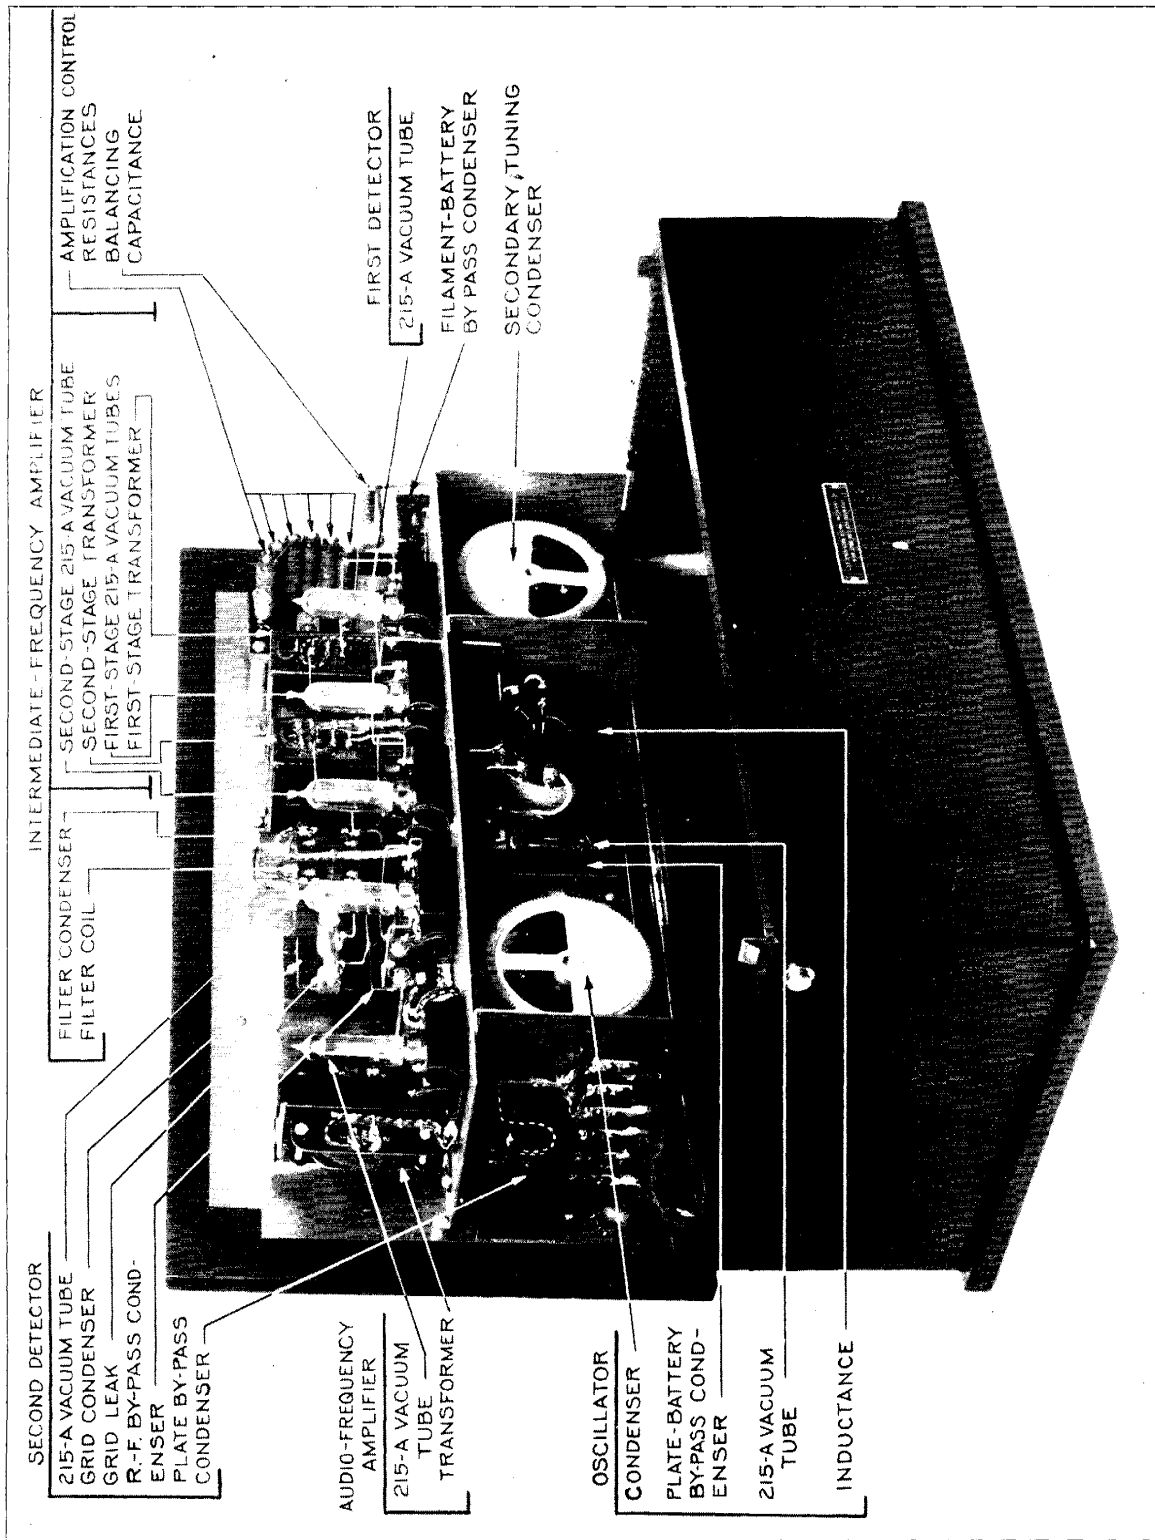 SECOND DETECTOR
215-A VACUUM TUBE
GRID CONDENSER
GRID LEAK
R.-F. BY-PASS COND-
ENSER
PLATE BY-PASS
CONDENSER
FILTER CONDENSER
FILTER COIL
INTERMEDIATE-FREQUENCY AMPLIFIER
SECOND-STAGE 215-A VACUUM TUBE
SECOND-STAGE TRANSFORMER
FIRST-STAGE 215-A VACUUM TUBES
FIRST STAGE TRANSFORMER
AMPLIFICATION CONTROL
RESISTANCES
BALANCING
CAPACITANCE
AUDIO-FREQUENCY
AMPLIFIER
215-A VACUUM
TUBE
TRANSFORMER
FIRST DETECTOR
215-A VACUUM TUBE
FILAMENT-BATTERY
BY PASS CONDENSER
SECONDARY, TUNING
CONDENSER
OSCILLATOR
CONDENSER
PLATE-BATTERY
BY-PASS COND-
ENSER
215-A VACUUM
TUBE
INDUCTANCE